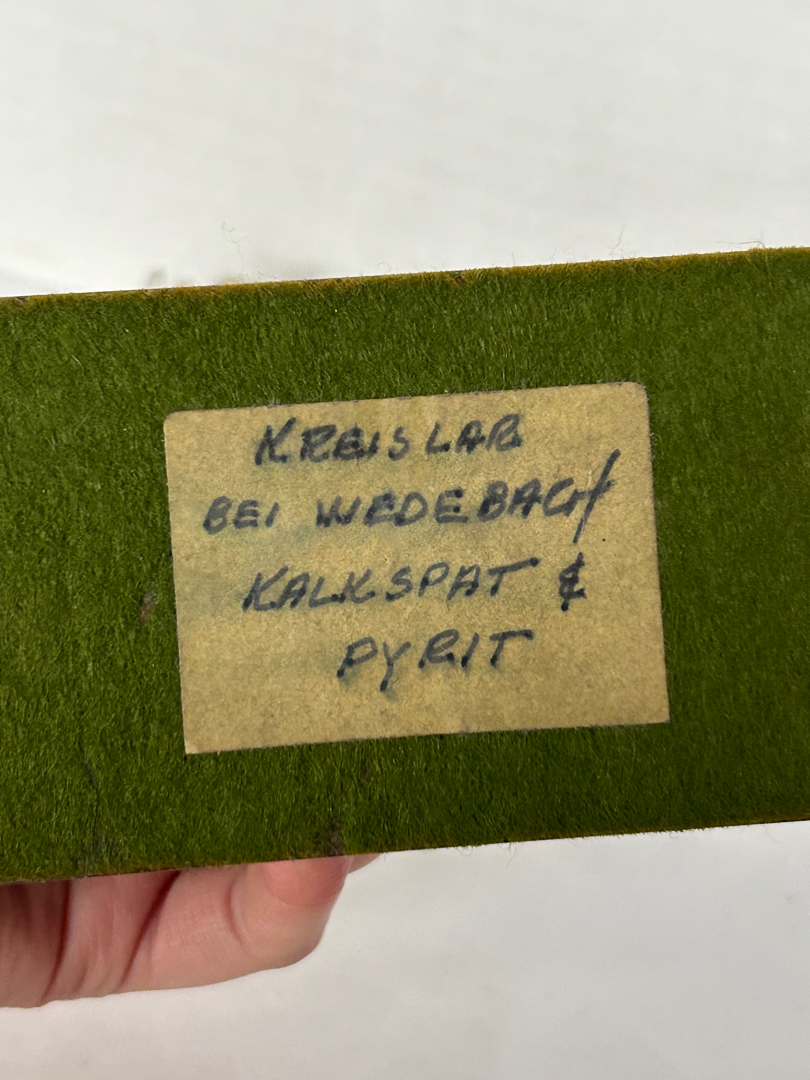 KREISLAR
BEI WEDEBACH
KALKSPAT &
PYRIT